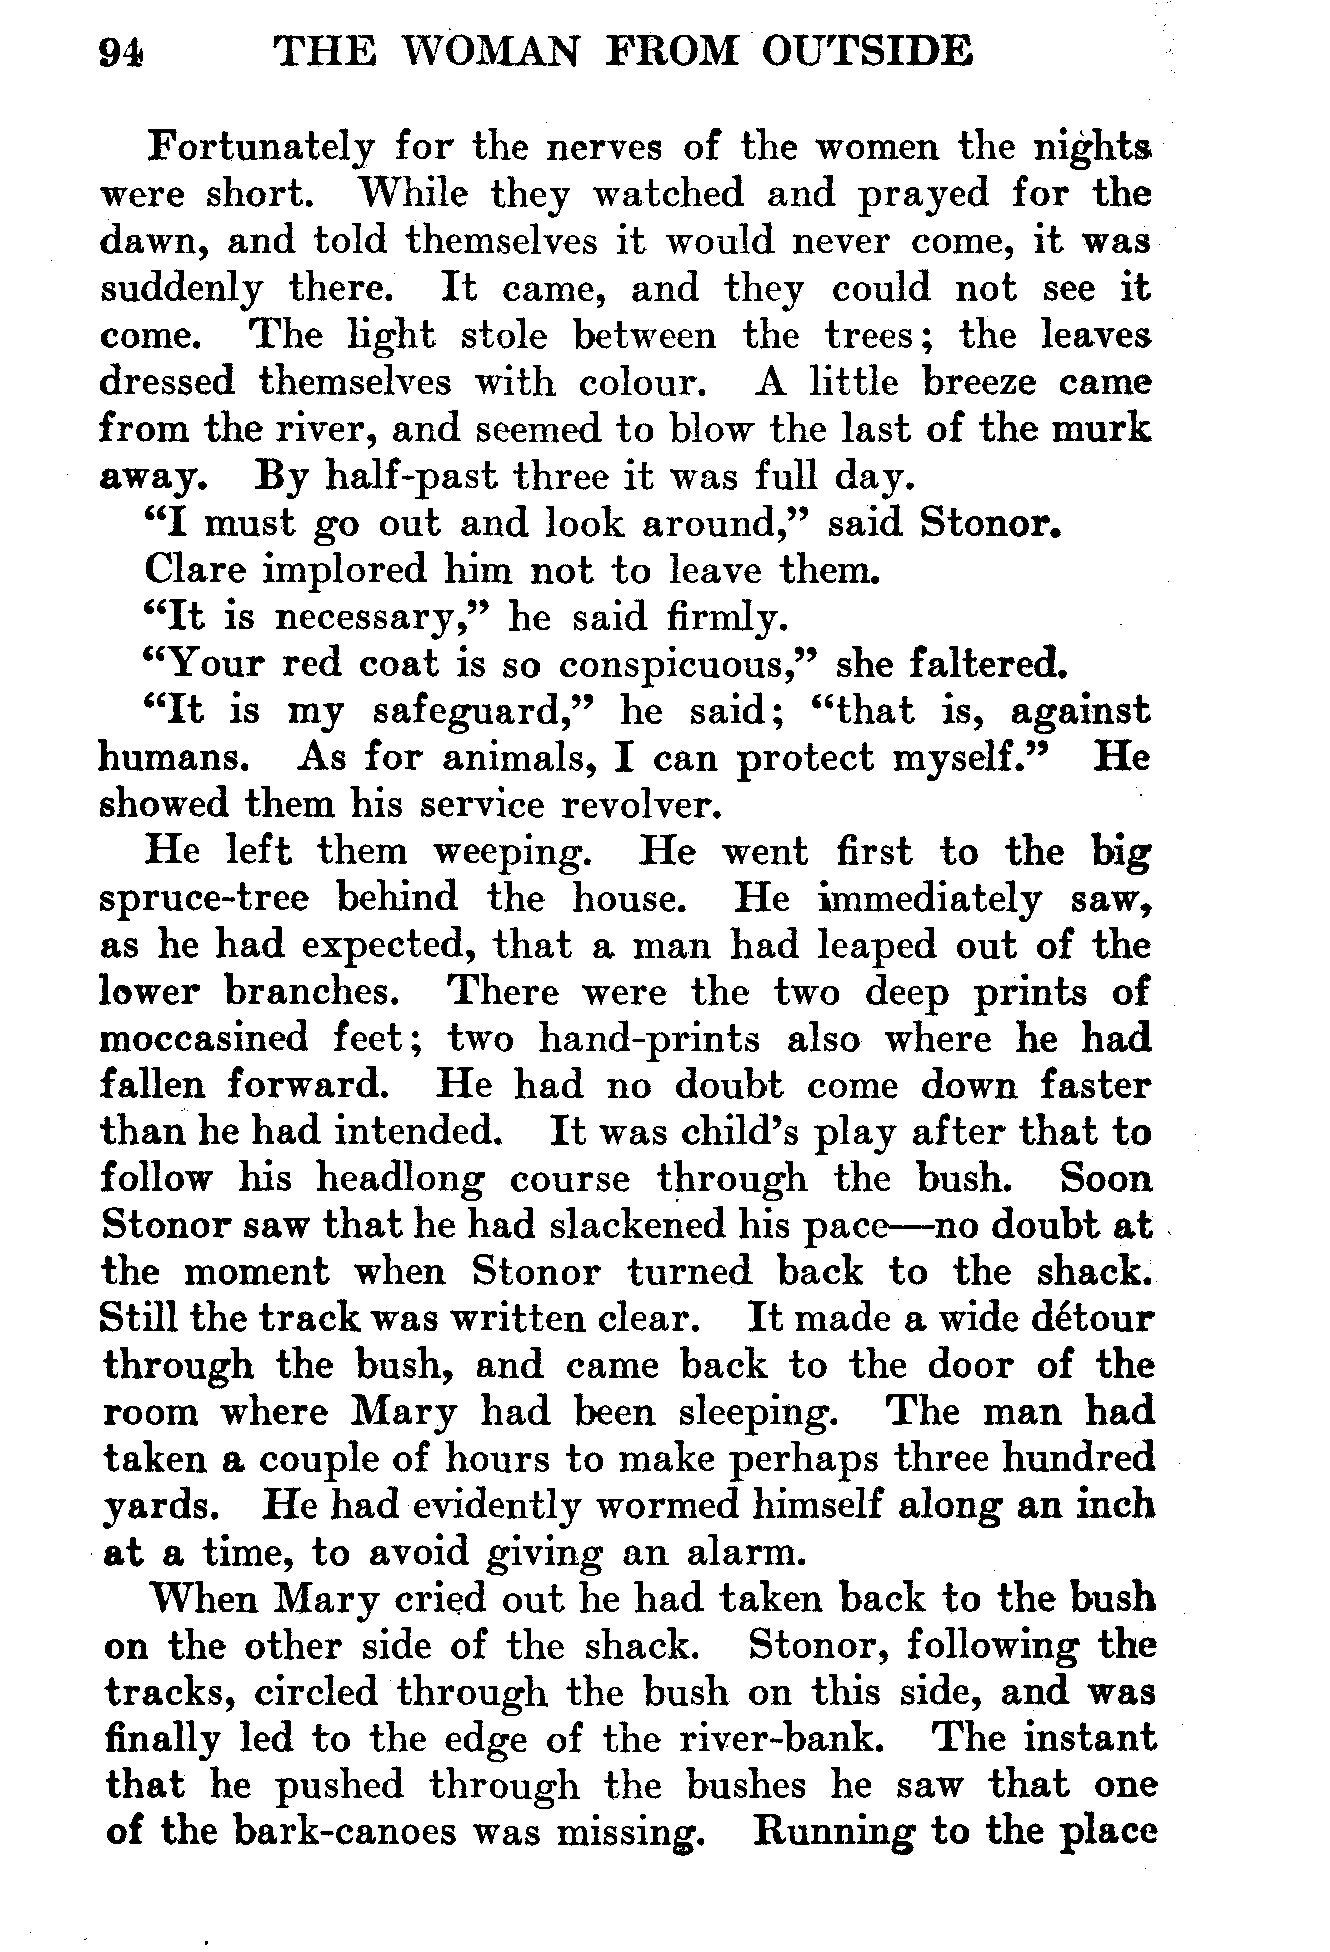 94 THE WOMAN FROM OUTSIDE
Fortunately for the nerves of the women the nights
were short. While they watched and prayed for the
dawn, and told themselves it would never come, it was
suddenly there. It came, and they could not see it
come. The light stole between the trees; the leaves
dressed themselves with colour. A little breeze came
from the river, and seemed to blow the last of the murk
away. By half-past three it was full day.
“I must go out and look around,” said Stonor.
Clare implored him not to leave them.
“It is necessary,” he said firmly.
“Your red coat is so conspicuous,” she faltered.
“It is my safeguard,” he said; “that is, against
humans. As for animals, I can protect myself.” He
showed them his service revolver.
He left them weeping. He went first to the big
spruce-tree behind the house. He immediately saw,
as he had expected, that a man had leaped out of the
lower branches. There were the two deep prints of
moccasined feet; two hand-prints also where he had
fallen forward. He had no doubt come down faster
than he had intended. It was child’s play after that to
follow his headlong course through the bush. Soon
Stonor saw that he had slackened his pace—no doubt at
the moment when Stonor turned back to the shack.
Still the track was written clear. It made a wide détour
through the bush, and came back to the door of the
room where Mary had been sleeping. The man had
taken a couple of hours to make perhaps three hundred
yards. He had evidently wormed himself along an inch
at a time, to avoid giving an alarm.
When Mary cried out he had taken back to the bush
on the other side of the shack. Stonor, following the
tracks, circled through the bush on this side, and was
finally led to the edge of the river-bank. The instant
that he pushed through the bushes he saw that one
of the bark-canoes was missing. Running to the place